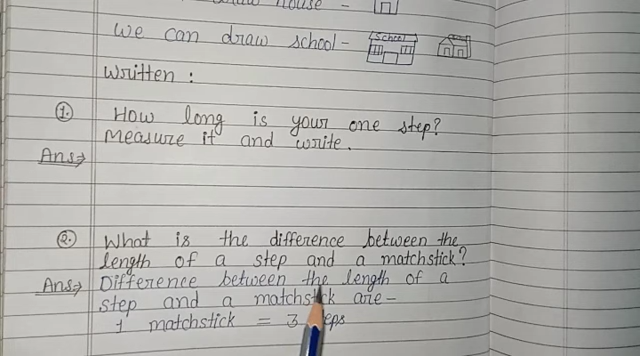 house -
we can draw school-
School
Written :
1. How long is your one step?
Measure it and write.
Ans⇒
2. What is the difference between the
length of a step and a matchstick?
Ans⇒ Difference between the length of a
step and a matchstick are-
1 matchstick = 3